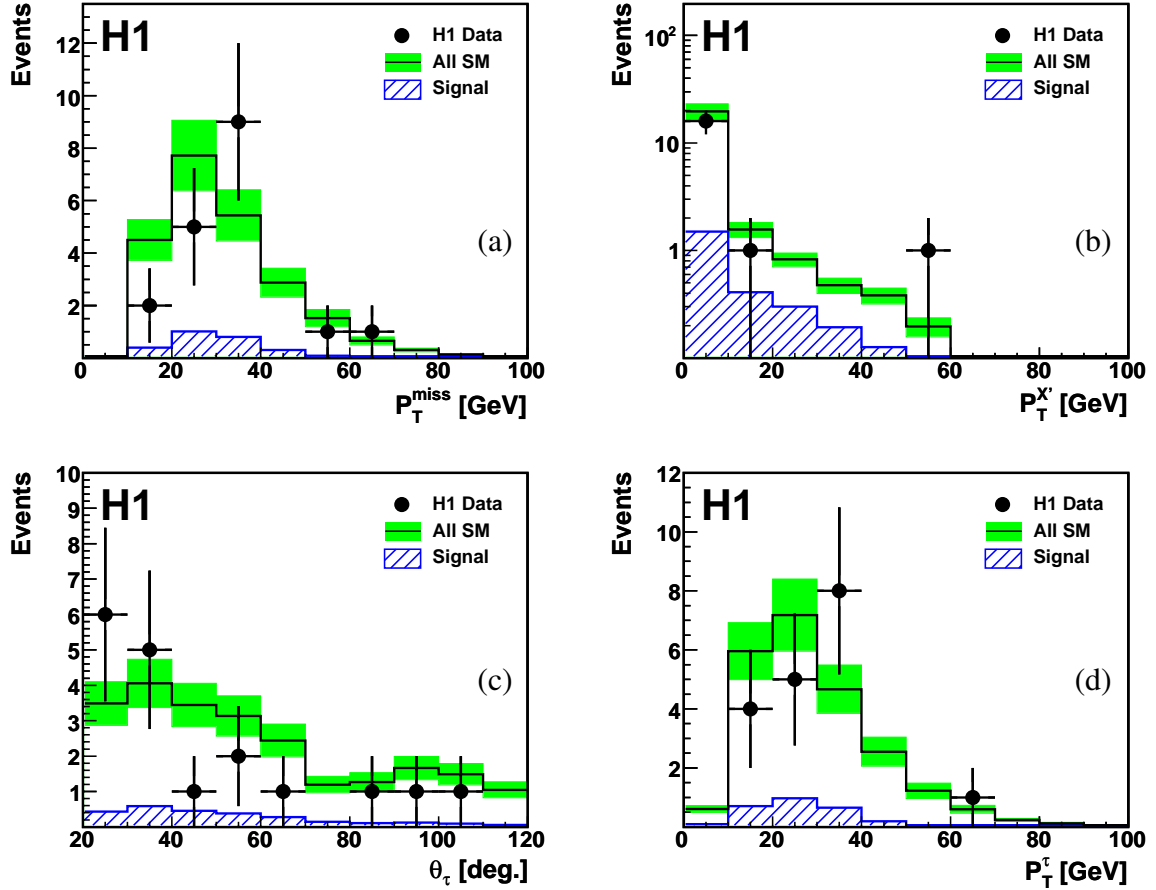 H1
Events
H1 Data
All SM
Signal
12
10
8
6
4
2
(a)
0 20 40 60 80 100
P_T^miss [GeV]
H1
Events
H1 Data
All SM
Signal
10²
10
1
(b)
0 20 40 60 80 100
P_T^X' [GeV]
H1
Events
H1 Data
All SM
Signal
10
9
8
7
6
5
4
3
2
1
(c)
20 40 60 80 100 120
θ_τ [deg.]
H1
Events
H1 Data
All SM
Signal
12
10
8
6
4
2
(d)
0 20 40 60 80 100
P_T^τ [GeV]